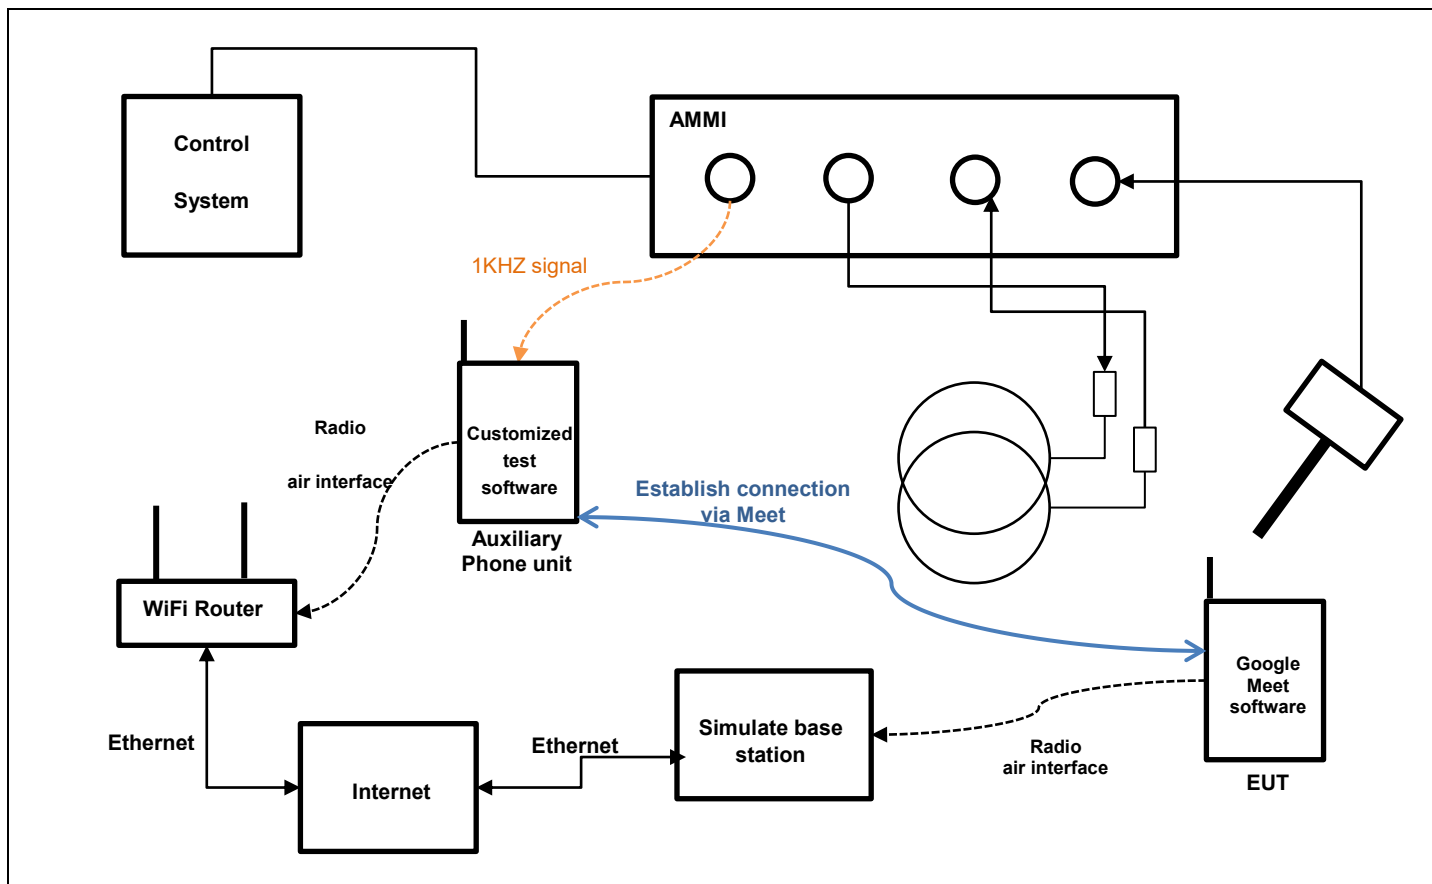 Control
System
AMMI
1KHZ signal
Radio
air interface
Customized
test
software
Auxiliary
Phone unit
Establish connection
via Meet
WiFi Router
Ethernet
Internet
Ethernet
Simulate base
station
Radio
air interface
Google
Meet
software
EUT